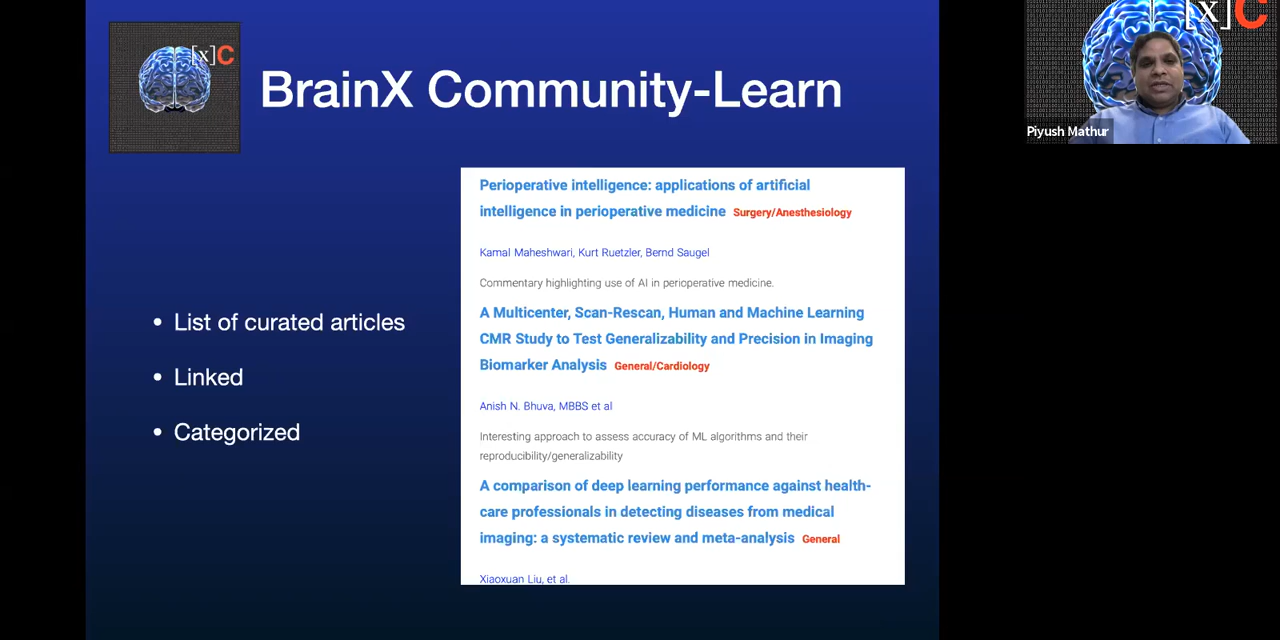 [x]C
BrainX Community-Learn
• List of curated articles
• Linked
• Categorized
Perioperative intelligence: applications of artificial
intelligence in perioperative medicine Surgery/Anesthesiology
Kamal Maheshwari, Kurt Ruetzler, Bernd Saugel
Commentary highlighting use of AI in perioperative medicine.
A Multicenter, Scan-Rescan, Human and Machine Learning
CMR Study to Test Generalizability and Precision in Imaging
Biomarker Analysis General/Cardiology
Anish N. Bhuva, MBBS et al
Interesting approach to assess accuracy of ML algorithms and their
reproducibility/generalizability
A comparison of deep learning performance against health-
care professionals in detecting diseases from medical
imaging: a systematic review and meta-analysis General
Xiaoxuan Liu, et al.
[x]C
Piyush Mathur